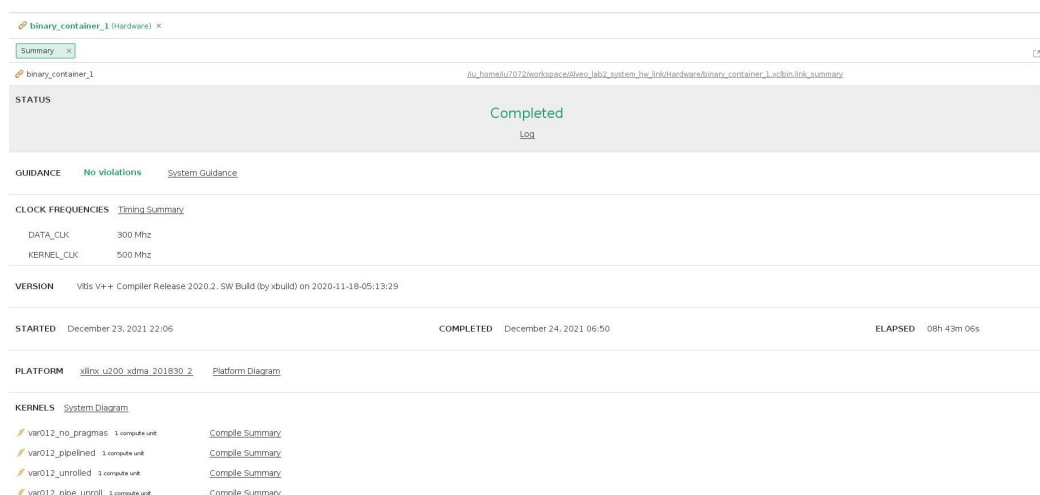 binary_container_1 (Hardware) ×
Summary ×
binary_container_1 /iu_home/iu7072/workspace/Alveo_lab2_system_hw_link/Hardware/binary_container_1.xclbin.link_summary
STATUS
Completed
Log
GUIDANCE No violations System Guidance
CLOCK FREQUENCIES Timing Summary
DATA_CLK 300 Mhz
KERNEL_CLK 500 Mhz
VERSION Vitis V++ Compiler Release 2020.2. SW Build (by xbuild) on 2020-11-18-05:13:29
STARTED December 23, 2021 22:06 COMPLETED December 24, 2021 06:50 ELAPSED 08h 43m 06s
PLATFORM xilinx_u200_xdma_201830_2 Platform Diagram
KERNELS System Diagram
var012_no_pragmas 1 compute unit Compile Summary
var012_pipelined 1 compute unit Compile Summary
var012_unrolled 1 compute unit Compile Summary
var012_pipe_unroll 1 compute unit Compile Summary